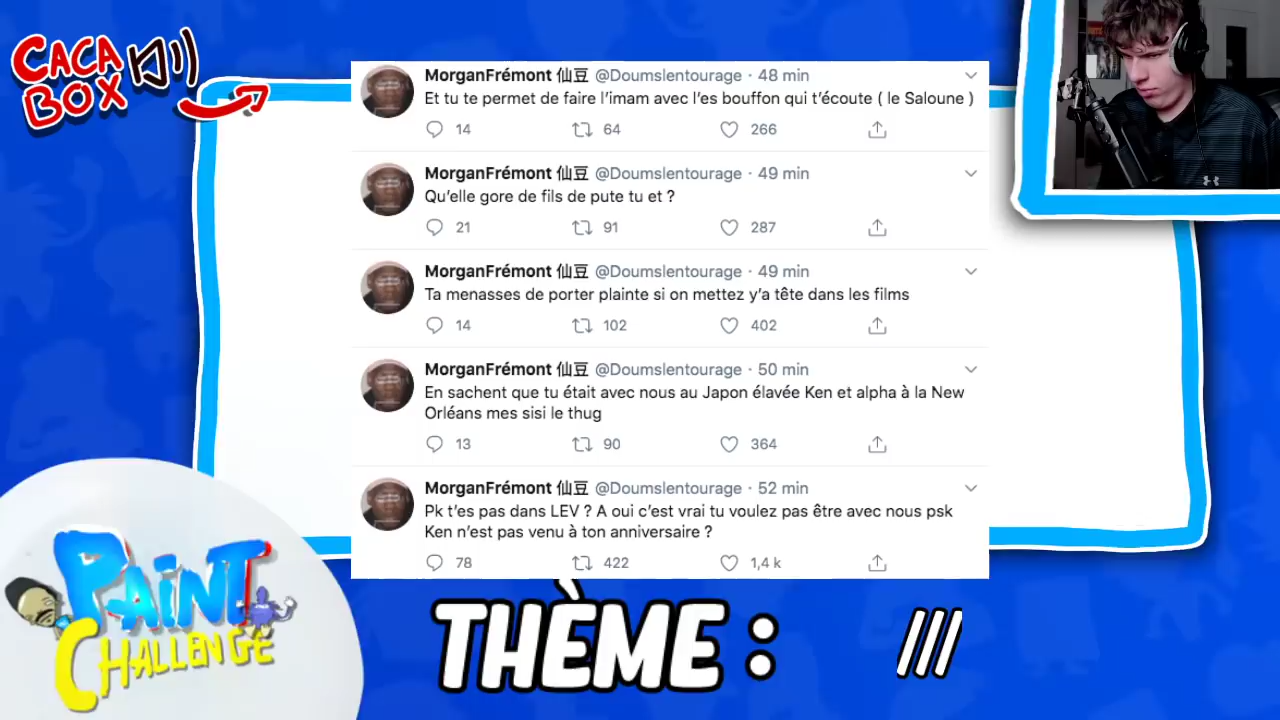 CACA
BOX
MorganFrémont 仙豆 @Doumslentourage · 48 min
Et tu te permet de faire l'imam avec l'es bouffon qui t'écoute ( le Saloune )
14 64 266
MorganFrémont 仙豆 @Doumslentourage · 49 min
Qu'elle gore de fils de pute tu et ?
21 91 287
MorganFrémont 仙豆 @Doumslentourage · 49 min
Ta menasses de porter plainte si on mettez y'a tête dans les films
14 102 402
MorganFrémont 仙豆 @Doumslentourage · 50 min
En sachent que tu était avec nous au Japon élavée Ken et alpha à la New
Orléans mes sisi le thug
13 90 364
MorganFrémont 仙豆 @Doumslentourage · 52 min
Pk t'es pas dans LEV ? A oui c'est vrai tu voulez pas être avec nous psk
Ken n'est pas venu à ton anniversaire ?
78 422 1,4 k
PAINT
CHALLENGE
THÈME : ///